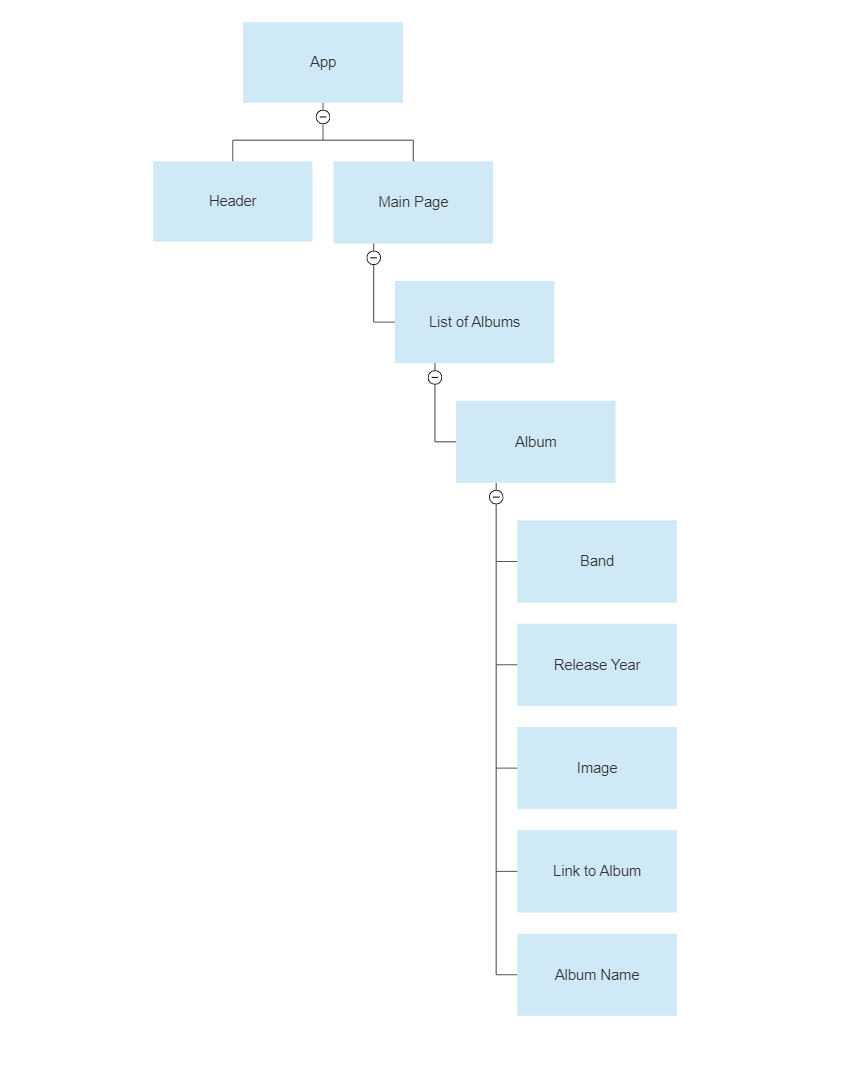 App
Header
Main Page
List of Albums
Album
Band
Release Year
Image
Link to Album
Album Name